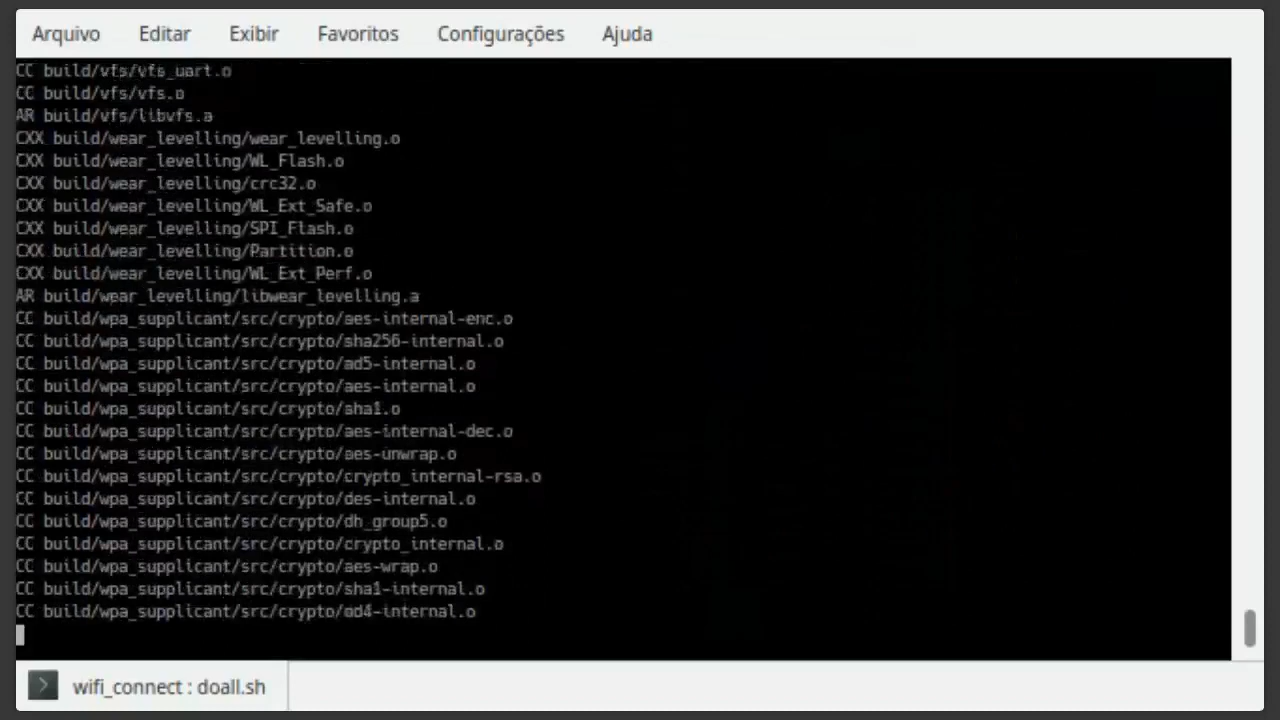 Arquivo Editar Exibir Favoritos Configurações Ajuda
CC build/vfs/vfs_uart.o
CC build/vfs/vfs.o
AR build/vfs/libvfs.a
CXX build/wear_levelling/wear_levelling.o
CXX build/wear_levelling/WL_Flash.o
CXX build/wear_levelling/crc32.o
CXX build/wear_levelling/WL_Ext_Safe.o
CXX build/wear_levelling/SPI_Flash.o
CXX build/wear_levelling/Partition.o
CXX build/wear_levelling/WL_Ext_Perf.o
AR build/wear_levelling/libwear_levelling.a
CC build/wpa_supplicant/src/crypto/aes-internal-enc.o
CC build/wpa_supplicant/src/crypto/sha256-internal.o
CC build/wpa_supplicant/src/crypto/md5-internal.o
CC build/wpa_supplicant/src/crypto/aes-internal.o
CC build/wpa_supplicant/src/crypto/sha1.o
CC build/wpa_supplicant/src/crypto/aes-internal-dec.o
CC build/wpa_supplicant/src/crypto/aes-unwrap.o
CC build/wpa_supplicant/src/crypto/crypto_internal-rsa.o
CC build/wpa_supplicant/src/crypto/des-internal.o
CC build/wpa_supplicant/src/crypto/dh_group5.o
CC build/wpa_supplicant/src/crypto/crypto_internal.o
CC build/wpa_supplicant/src/crypto/aes-wrap.o
CC build/wpa_supplicant/src/crypto/sha1-internal.o
CC build/wpa_supplicant/src/crypto/md4-internal.o
wifi_connect : doall.sh